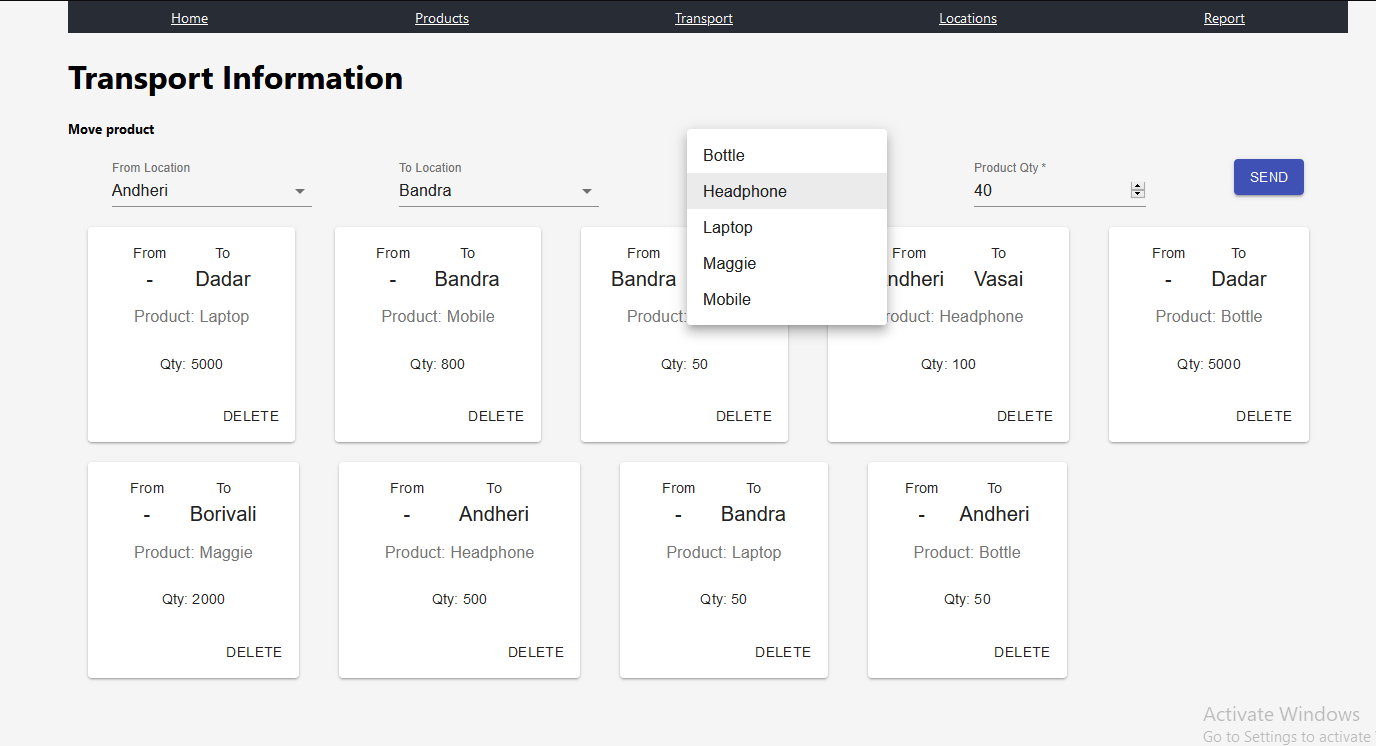 Home Products Transport Locations Report
Transport Information
Move product
From Location To Location Product Qty *
Andheri Bandra 40 SEND
Bottle
Headphone
Laptop
Maggie
Mobile
From To From To From From To From To
- Dadar - Bandra Bandra Vasai - Dadar
Product: Laptop Product: Mobile Headphone Product: Bottle
Qty: 5000 Qty: 800 Qty: 50 Qty: 100 Qty: 5000
DELETE DELETE DELETE DELETE DELETE
From To From To From To From To
- Borivali - Andheri - Bandra - Andheri
Product: Maggie Product: Headphone Product: Laptop Product: Bottle
Qty: 2000 Qty: 500 Qty: 50 Qty: 50
DELETE DELETE DELETE DELETE
Activate Windows
Go to Settings to activate